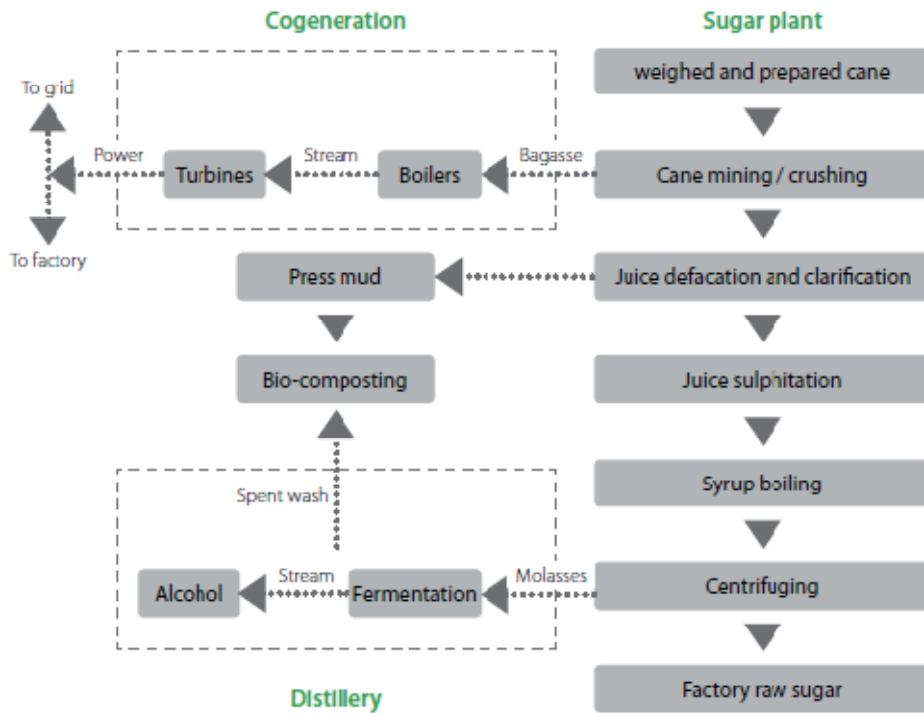 Cogeneration
Sugar plant
weighed and prepared cane
To grid
Power
Turbines
Stream
Boilers
Bagasse
Cane mining / crushing
To factory
Press mud
Juice defacation and clarification
Bio-composting
Juice sulphitation
Spent wash
Syrup boiling
Alcohol
Stream
Fermentation
Molasses
Centrifuging
Distillery
Factory raw sugar